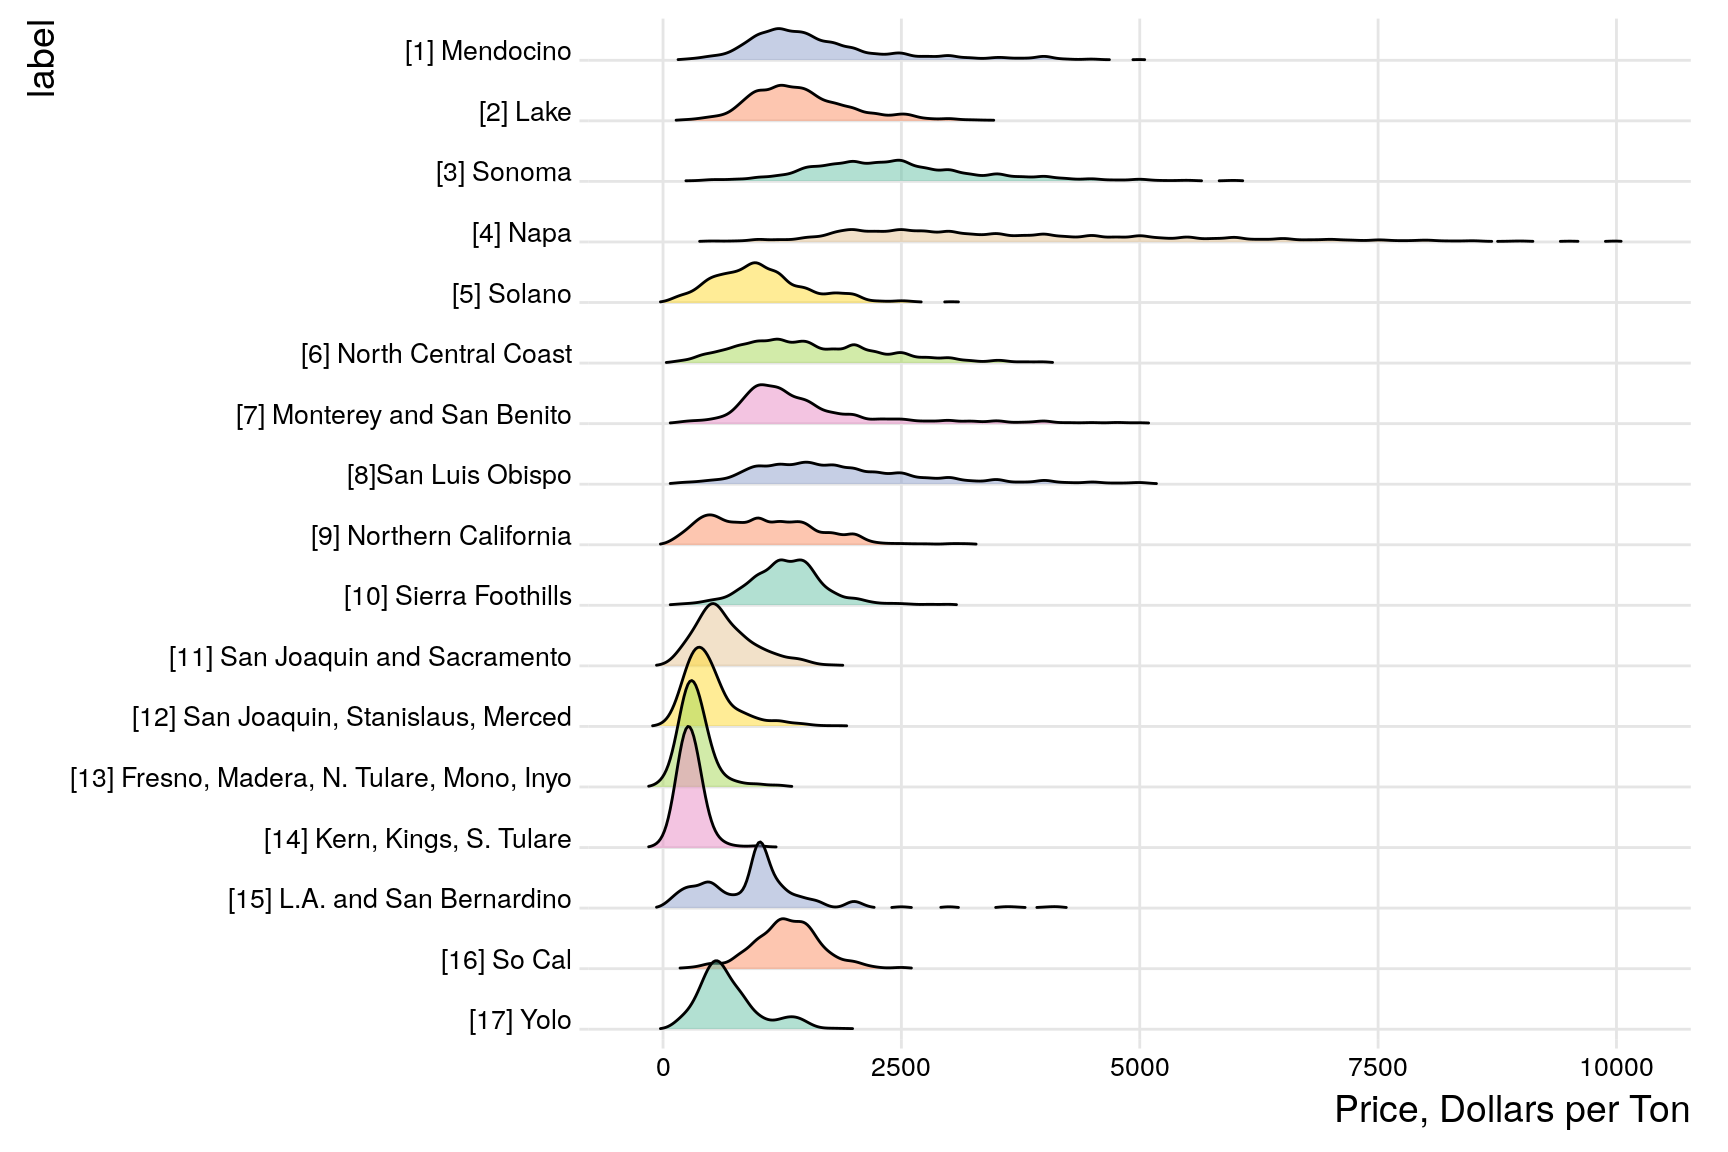 label
[1] Mendocino
[2] Lake
[3] Sonoma
[4] Napa
[5] Solano
[6] North Central Coast
[7] Monterey and San Benito
[8]San Luis Obispo
[9] Northern California
[10] Sierra Foothills
[11] San Joaquin and Sacramento
[12] San Joaquin, Stanislaus, Merced
[13] Fresno, Madera, N. Tulare, Mono, Inyo
[14] Kern, Kings, S. Tulare
[15] L.A. and San Bernardino
[16] So Cal
[17] Yolo
0 2500 5000 7500 10000
Price, Dollars per Ton